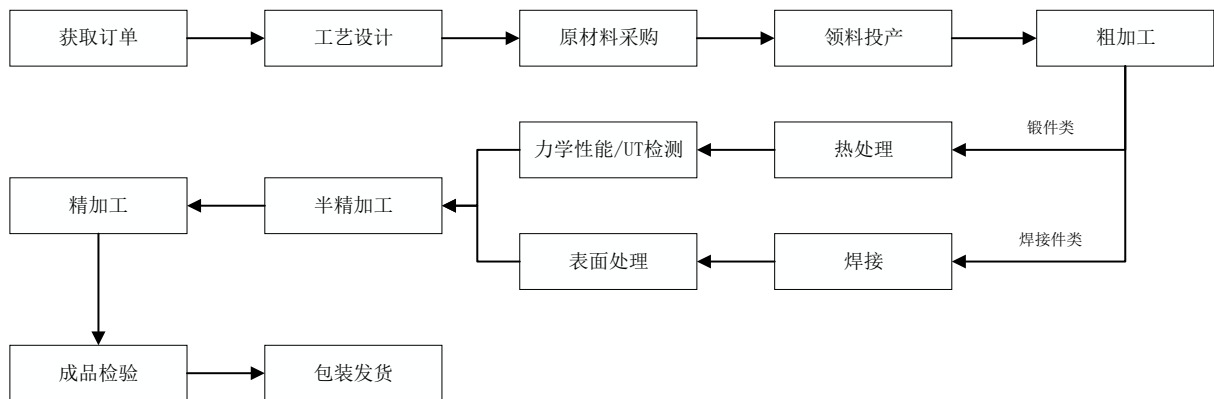 获取订单
工艺设计
原材料采购
领料投产
粗加工
锻件类
力学性能/UT检测
热处理
精加工
半精加工
焊接件类
表面处理
焊接
成品检验
包装发货